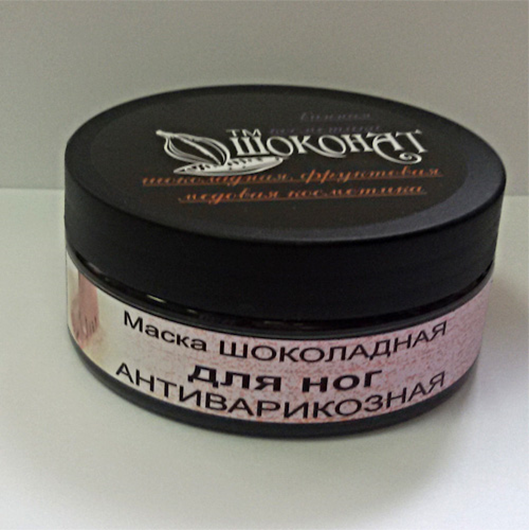 ТМ
ШОКОНАТ
шоколадная, фруктовая
медовая косметика
Маска ШОКОЛАДНАЯ
для ног
АНТИВАРИКОЗНАЯ